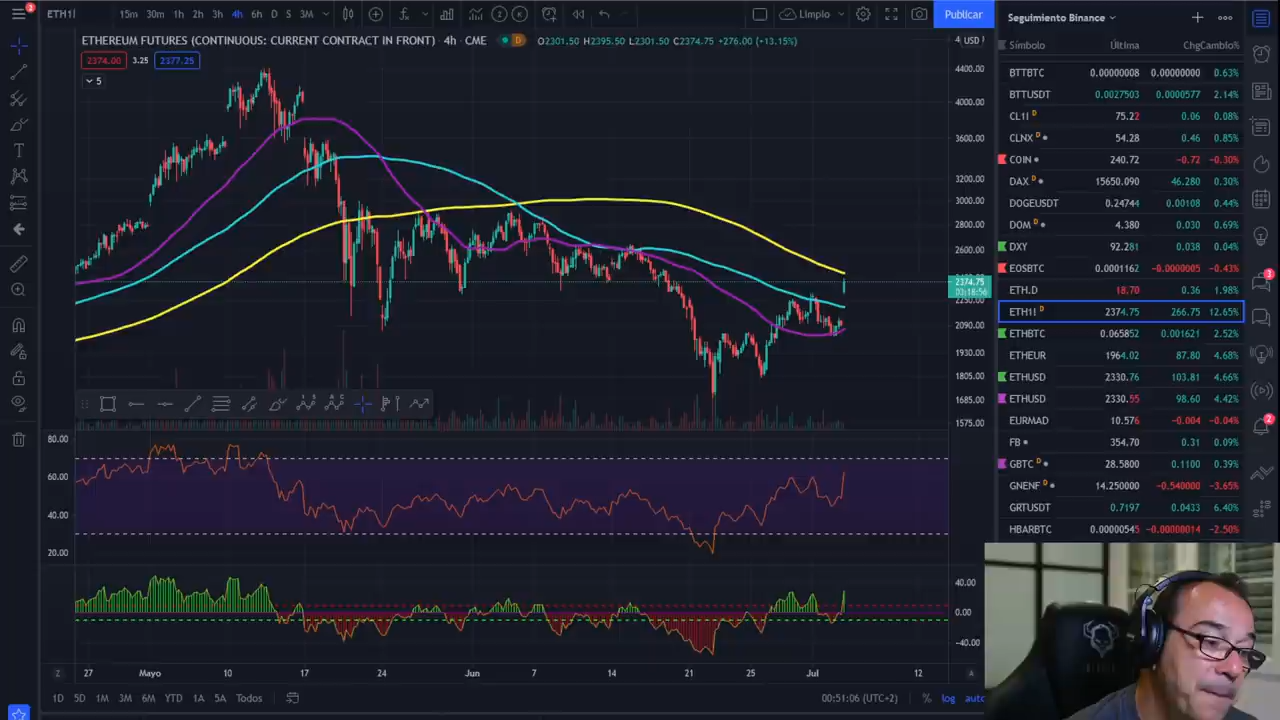 2
ETH1!
15m 30m 1h 2h 3h 4h 6h D S 3M
Limpio
Publicar
ETHEREUM FUTURES (CONTINUOUS: CURRENT CONTRACT IN FRONT) · 4h · CME
D O2301.50 H2395.50 L2301.50 C2374.75 +276.00 (+13.15%)
2374.00 3.25 2377.25
5
USD
4400.00
4000.00
3600.00
3200.00
3000.00
2800.00
2600.00
2374.75
03:18:56
2250.00
2090.00
1930.00
1805.00
1685.00
1575.00
80.00
60.00
40.00
20.00
40.00
0.00
-40.00
Z 27 Mayo 10 17 24 Jun 7 14 21 25 Jul 12 A
1D 5D 1M 3M 6M YTD 1A 5A Todos
00:51:06 (UTC+2) % log auto
Seguimiento Binance
Símbolo Última Chg Cambio%
BTTBTC 0.00000008 0.00000000 0.63%
BTTUSDT 0.0027503 0.0000577 2.14%
CL1! D 75.22 0.06 0.08%
CLNX D 54.28 0.46 0.85%
COIN 240.72 -0.72 -0.30%
DAX D 15650.090 46.280 0.30%
DOGEUSDT 0.24744 0.00108 0.44%
DOM D 4.380 0.030 0.69%
DXY 92.281 0.038 0.04%
EOSBTC 0.0001162 -0.0000005 -0.43%
ETH.D 18.70 0.36 1.98%
ETH1! D 2374.75 266.75 12.65%
ETHBTC 0.065852 0.001621 2.52%
ETHEUR 1964.02 87.80 4.68%
ETHUSD 2330.76 103.81 4.66%
ETHUSD 2330.55 98.60 4.42%
EURMAD 10.576 -0.004 -0.04%
FB 354.70 0.31 0.09%
GBTC D 28.5800 0.1100 0.39%
GNENF D 14.250000 -0.540000 -3.65%
GRTUSDT 0.7197 0.0433 6.40%
HBARBTC 0.00000545 -0.00000014 -2.50%
3
2